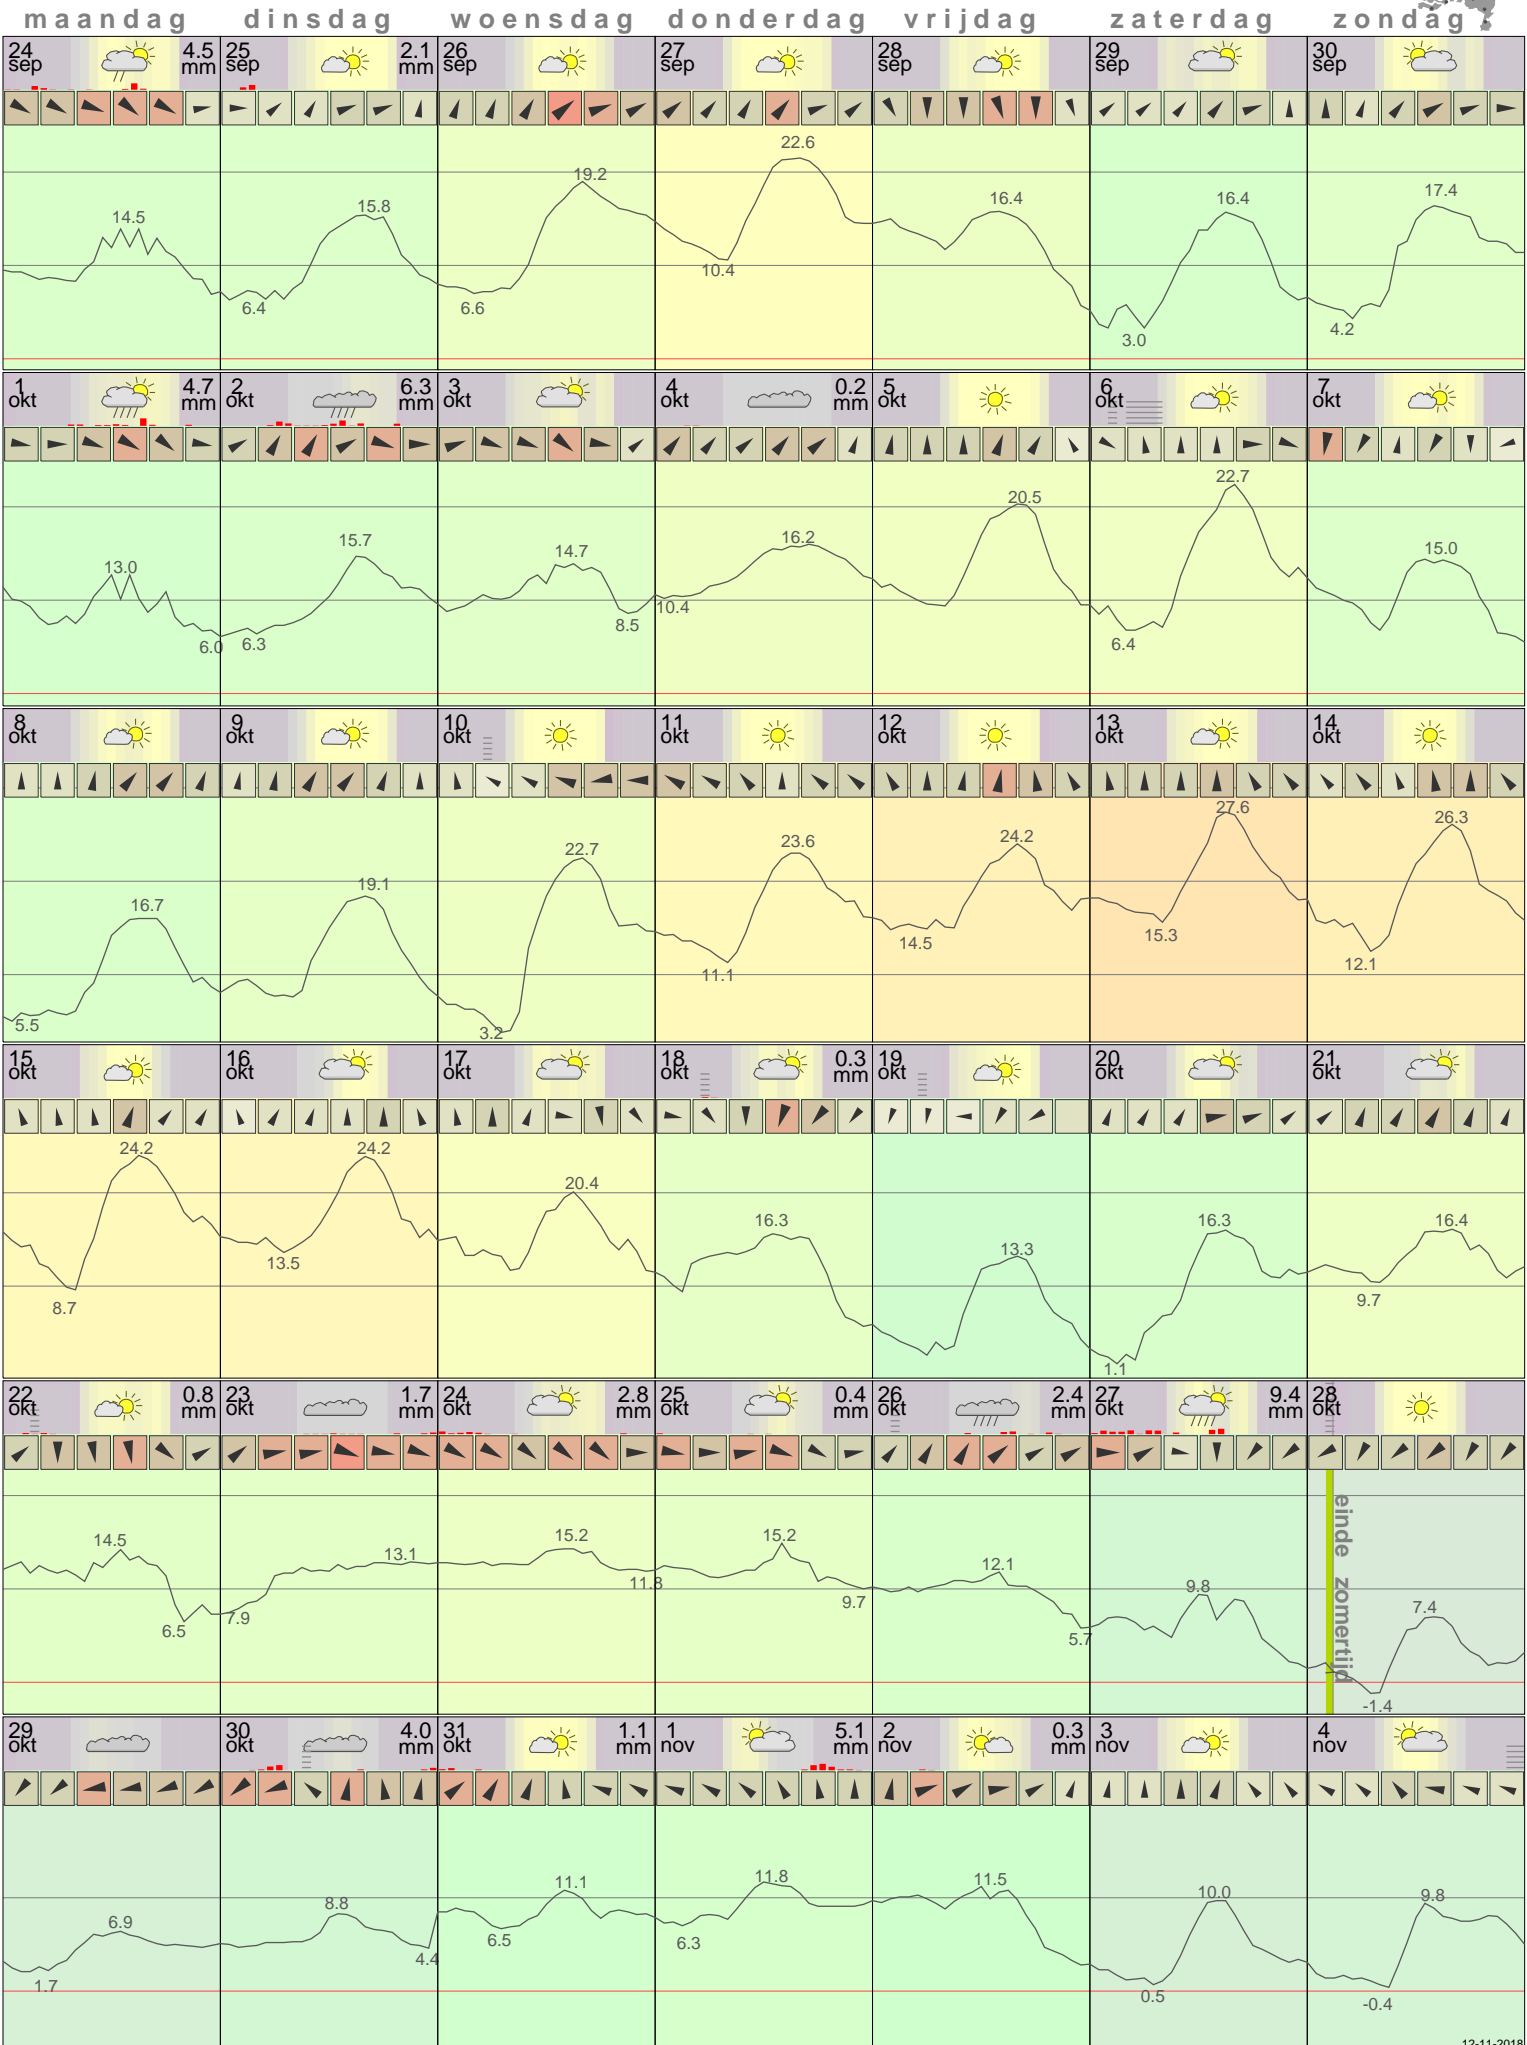 maandag dinsdag woensdag donderdag vrijdag zaterdag zondag
24 sep 4.5 mm 25 sep 2.1 mm 26 sep 27 sep 28 sep 29 sep 30 sep
14.5 6.4 15.8 6.6 19.2 10.4 22.6 16.4 3.0 16.4 4.2 17.4
1 okt 4.7 mm 2 okt 6.3 mm 3 okt 4 okt 0.2 mm 5 okt 6 okt 7 okt
13.0 6.0 6.3 15.7 14.7 8.5 10.4 16.2 20.5 6.4 22.7 15.0
8 okt 9 okt 10 okt 11 okt 12 okt 13 okt 14 okt
5.5 16.7 19.1 3.2 22.7 11.1 23.6 14.5 24.2 15.3 27.6 12.1 26.3
15 okt 16 okt 17 okt 18 okt 0.3 mm 19 okt 20 okt 21 okt
8.7 24.2 13.5 24.2 20.4 16.3 13.3 1.1 16.3 9.7 16.4
22 okt 0.8 mm 23 okt 1.7 mm 24 okt 2.8 mm 25 okt 0.4 mm 26 okt 2.4 mm 27 okt 9.4 mm 28 okt
14.5 6.5 7.9 13.1 15.2 11.8 15.2 9.7 12.1 5.7 9.8 -1.4 7.4
einde zomertijd
29 okt 30 okt 4.0 mm 31 okt 1.1 mm 1 nov 5.1 mm 2 nov 0.3 mm 3 nov 4 nov
1.7 6.9 8.8 4.4 6.5 11.1 6.3 11.8 11.5 0.5 10.0 -0.4 9.8
12-11-2018